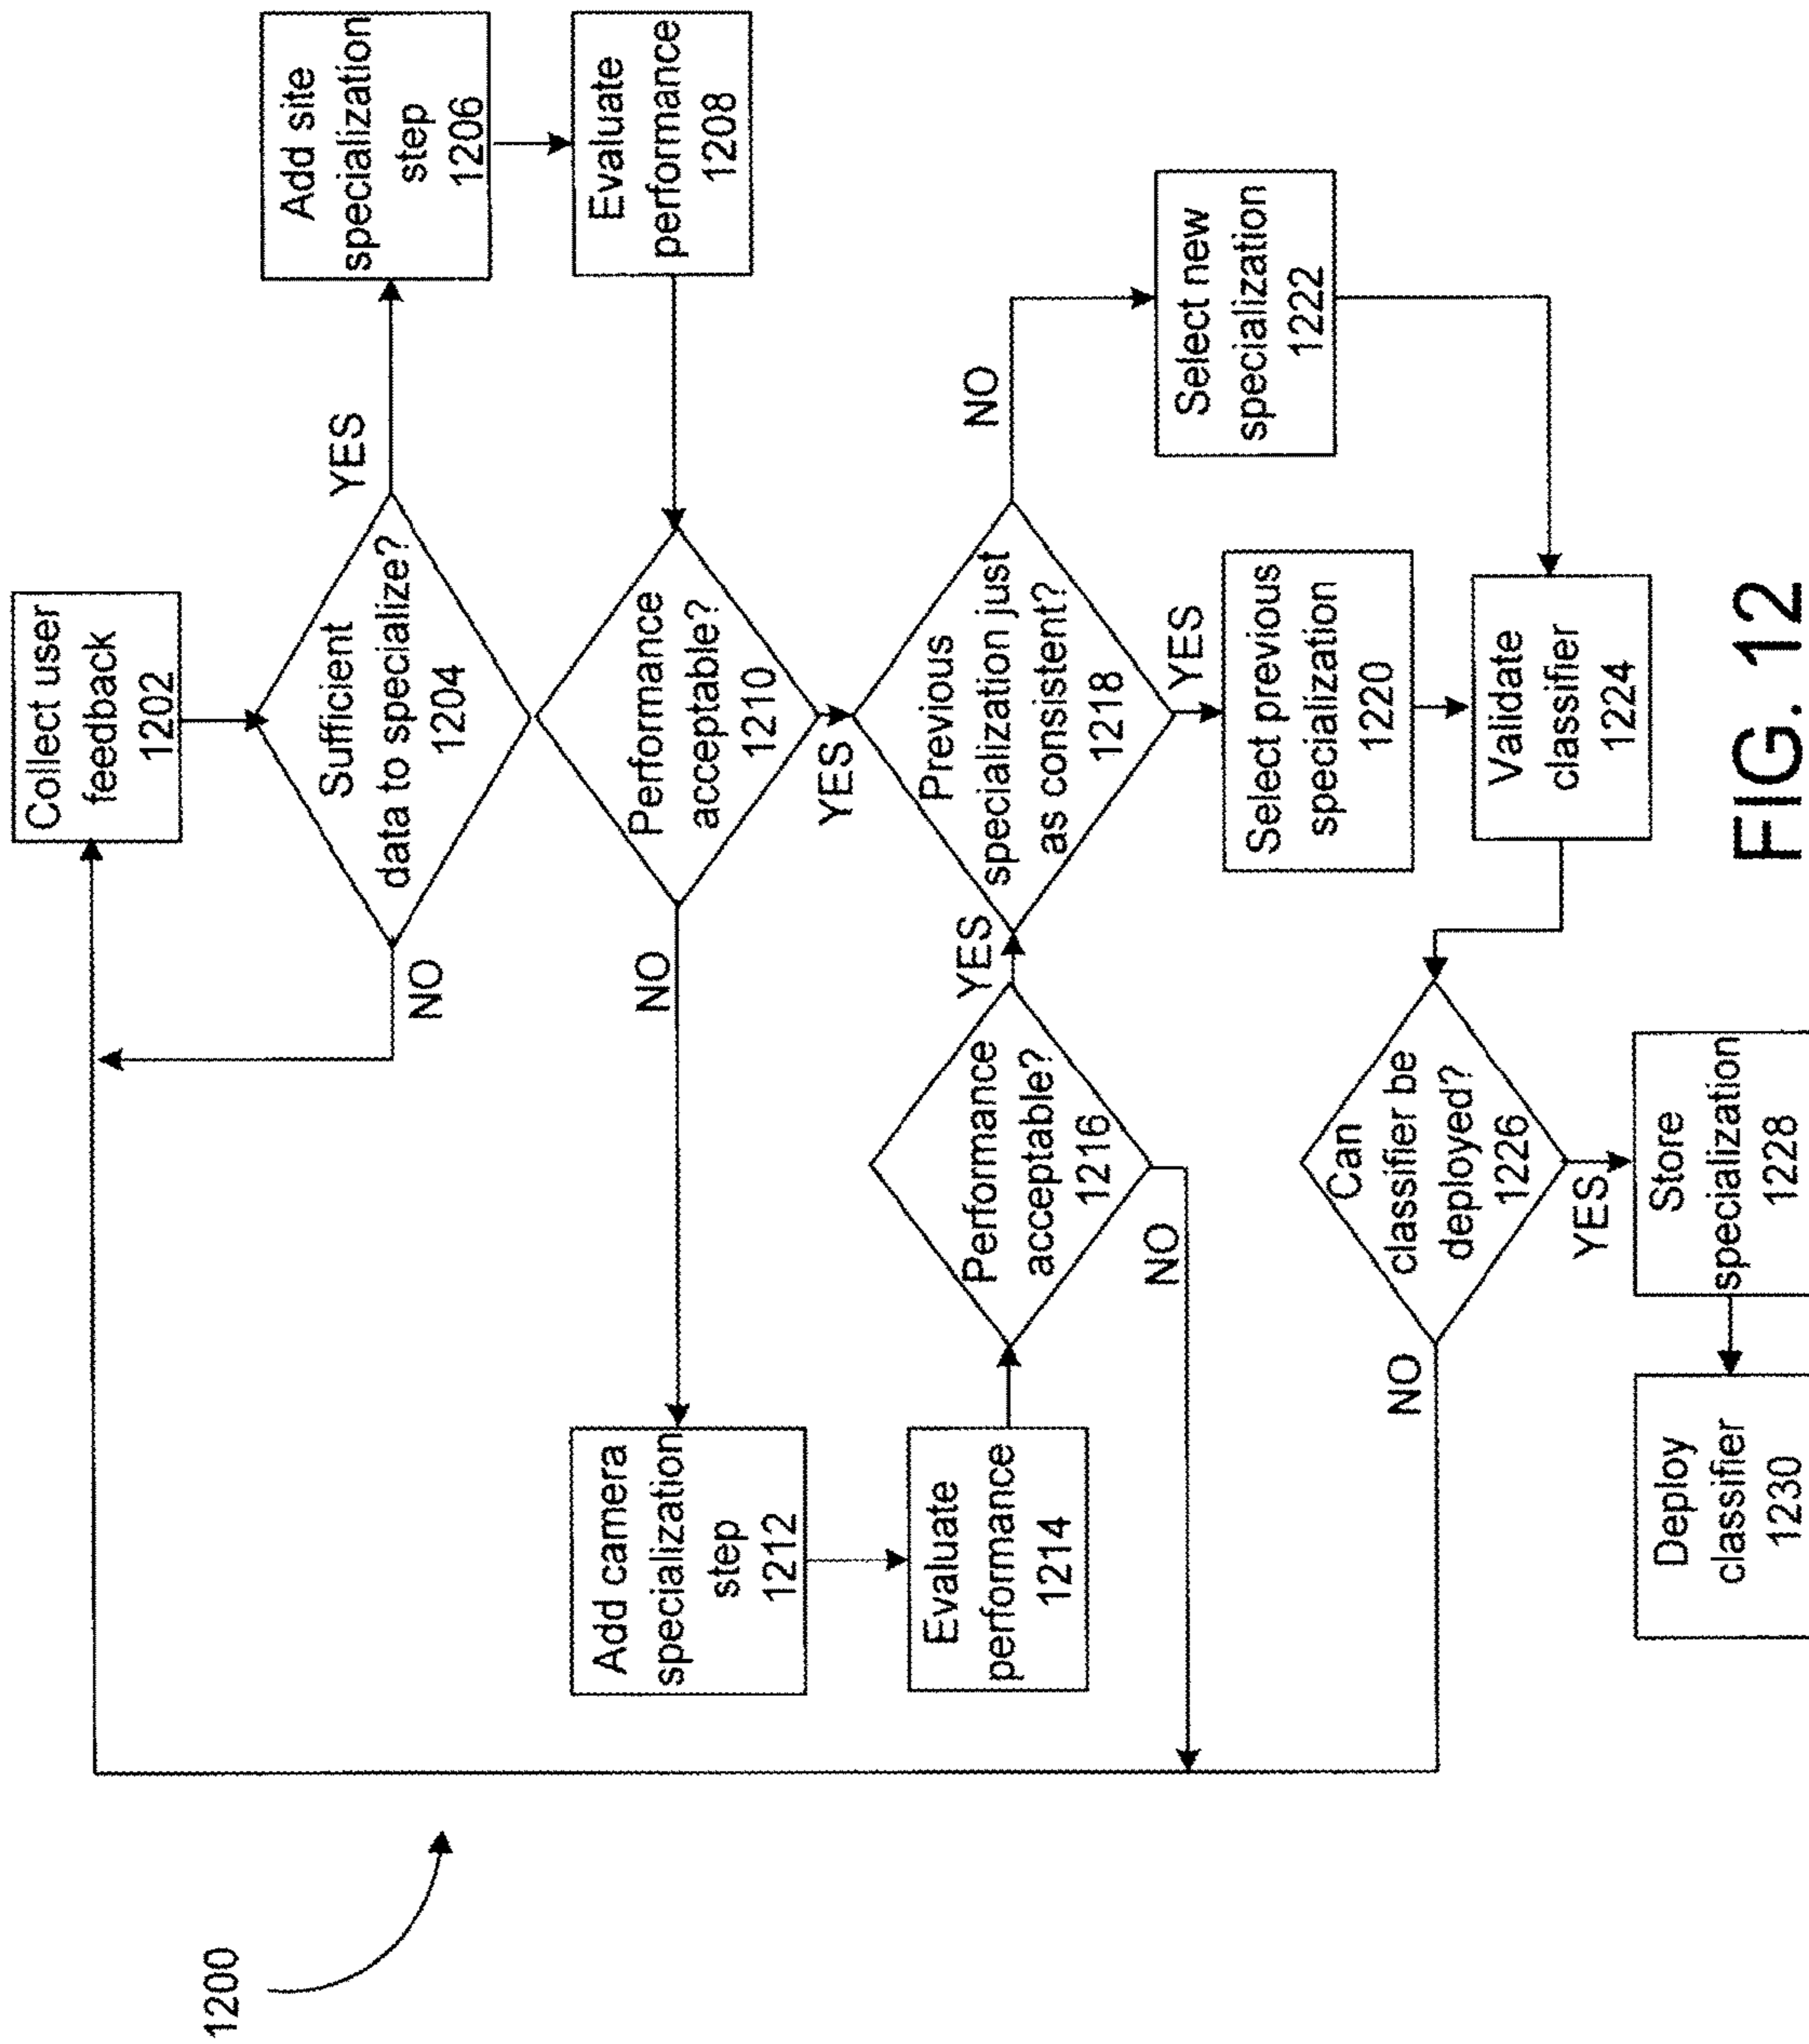 1200
Collect user
feedback
1202
Sufficient
data to specialize?
1204
YES
NO
Add site
specialization
step
1206
Evaluate
performance
1208
Performance
acceptable?
1210
NO
YES
Add camera
specialization
step
1212
Evaluate
performance
1214
Performance
acceptable?
1216
YES
NO
Previous
specialization just
as consistent?
1218
NO
YES
Select previous
specialization
1220
Select new
specialization
1222
Validate
classifier
1224
Can
classifier be
deployed?
1226
NO
YES
Store
specialization
1228
Deploy
classifier
1230
FIG. 12